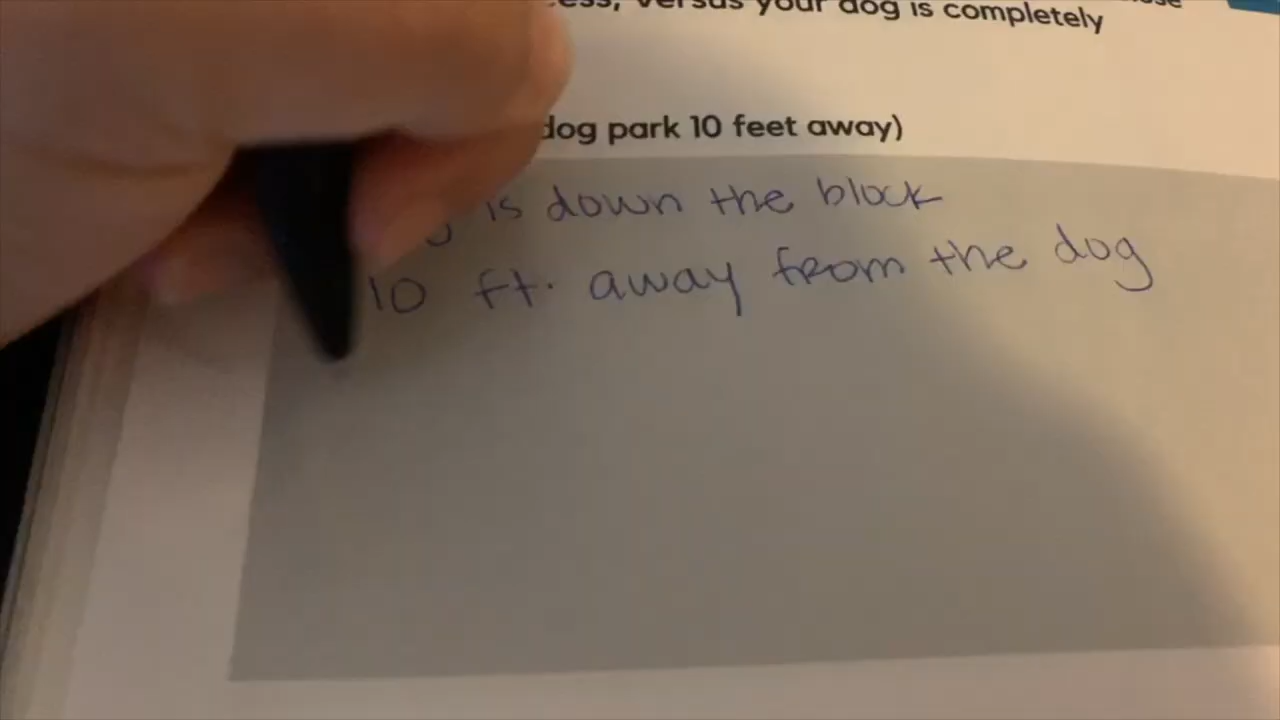 versus your dog is completely
dog park 10 feet away)
is down the block
10 ft. away from the dog